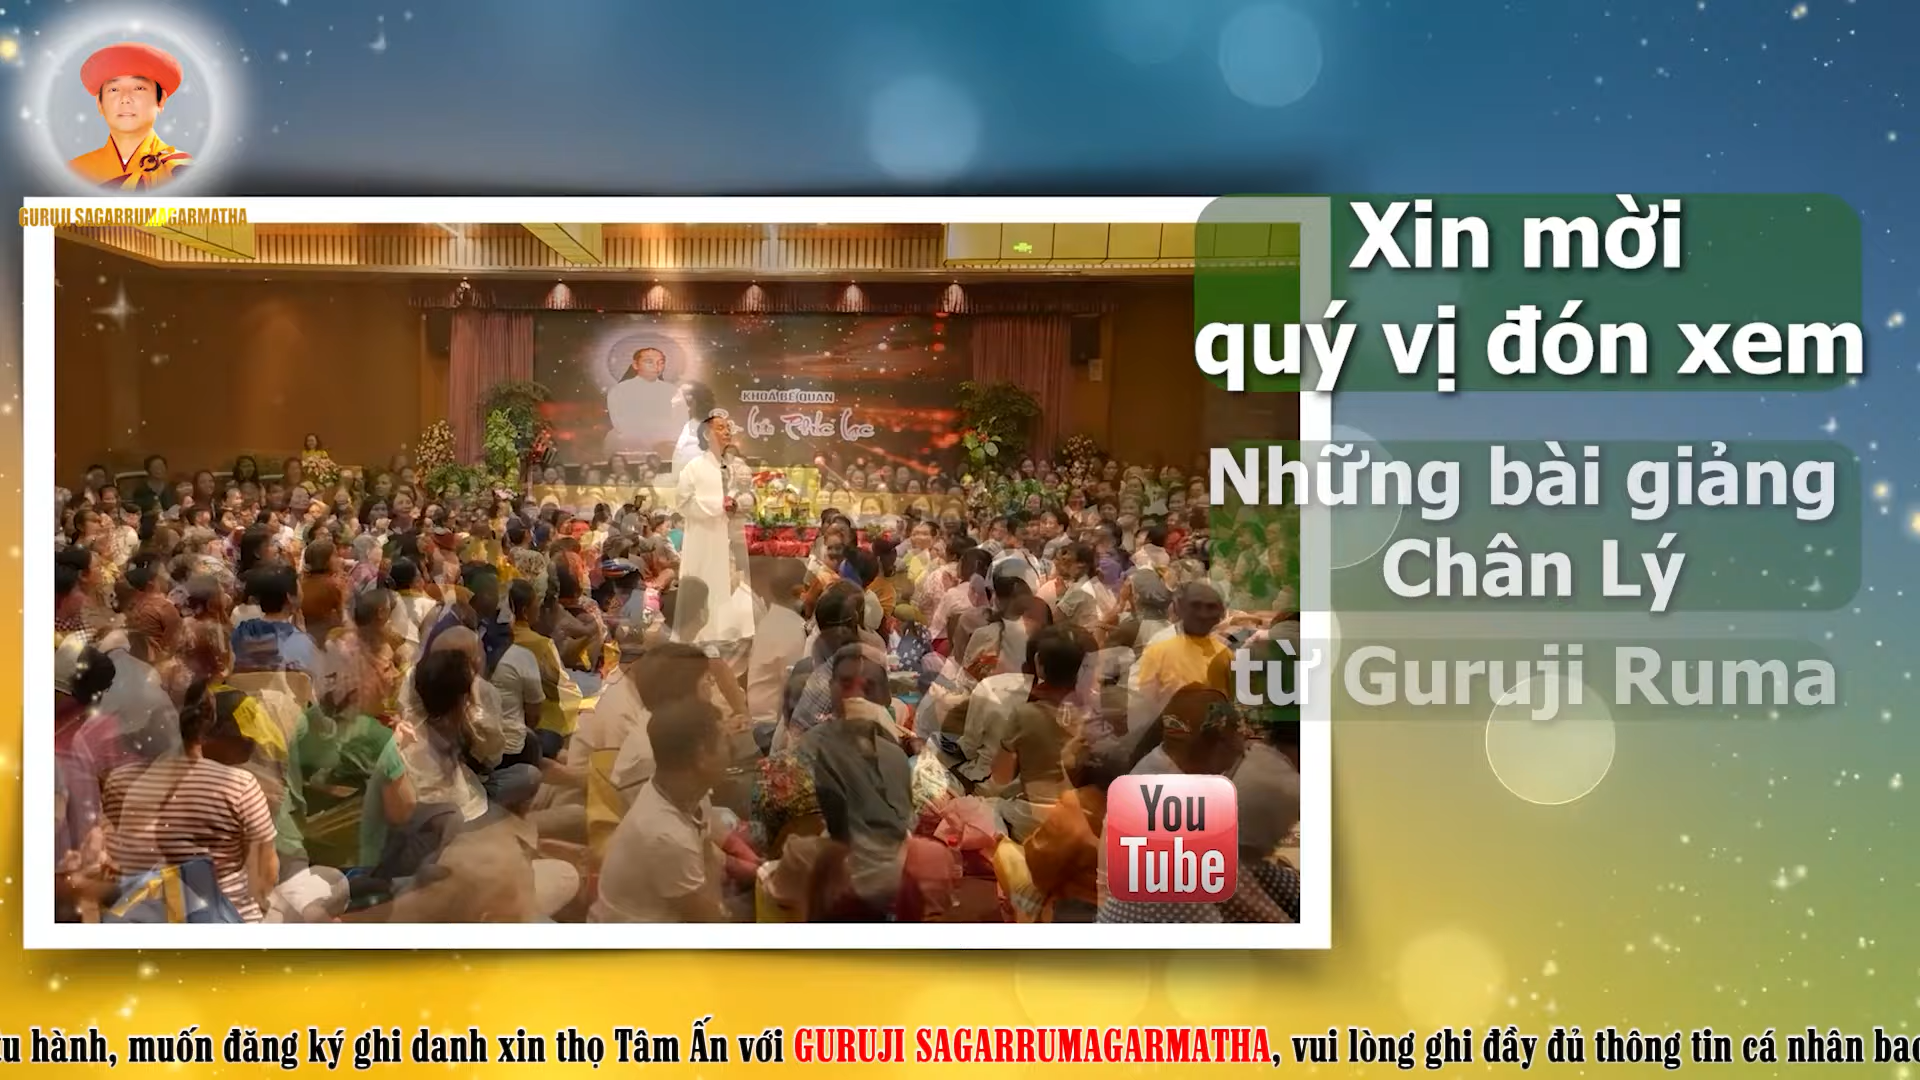 GURUJI SAGARRUMAGARMATHA
Xin mời
quý vị đón xem
KHOÁ BẾ QUAN
Những bài giảng
Chân Lý
từ Guruji Ruma
You
Tube
tu hành, muốn đăng ký ghi danh xin thọ Tâm Ấn với GURUJI SAGARRUMAGARMATHA, vui lòng ghi đầy đủ thông tin cá nhân bao